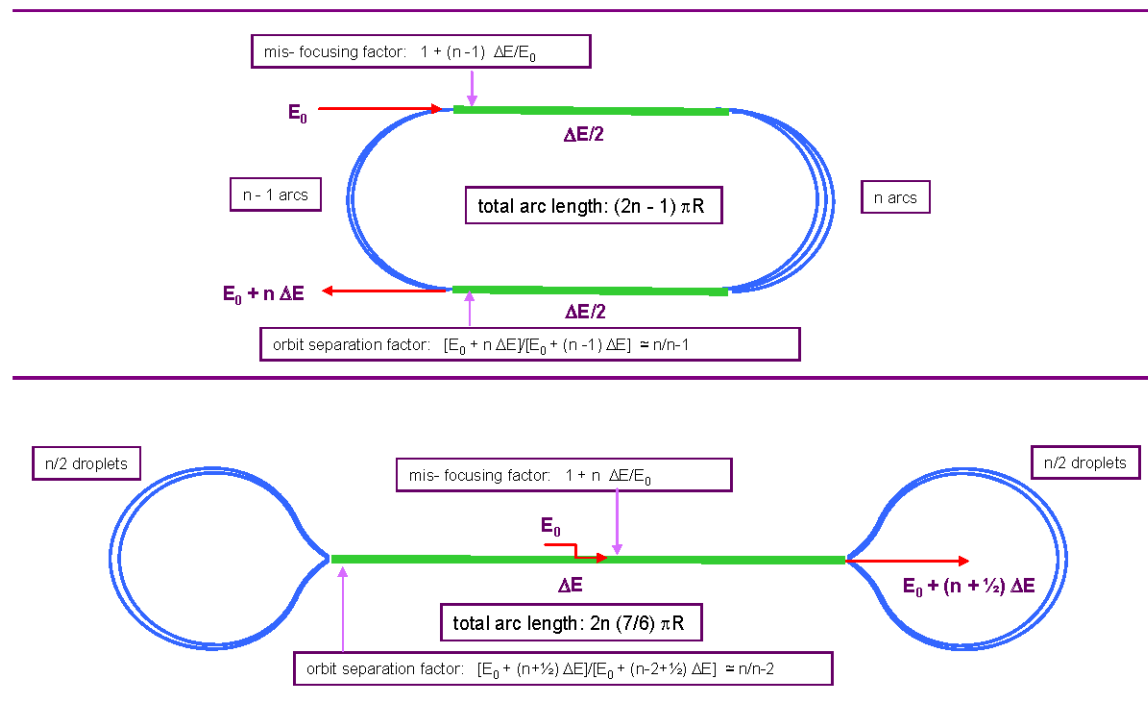 mis- focusing factor: 1 + (n -1) ΔE/E₀
E₀
ΔE/2
n - 1 arcs
total arc length: (2n - 1) πR
n arcs
E₀ + n ΔE
ΔE/2
orbit separation factor: [E₀ + n ΔE]/[E₀ + (n -1) ΔE] ≃ n/n-1
n/2 droplets
n/2 droplets
mis- focusing factor: 1 + n ΔE/E₀
E₀
ΔE
E₀ + (n + ½) ΔE
total arc length: 2n (7/6) πR
orbit separation factor: [E₀ + (n+½) ΔE]/[E₀ + (n-2+½) ΔE] ≃ n/n-2